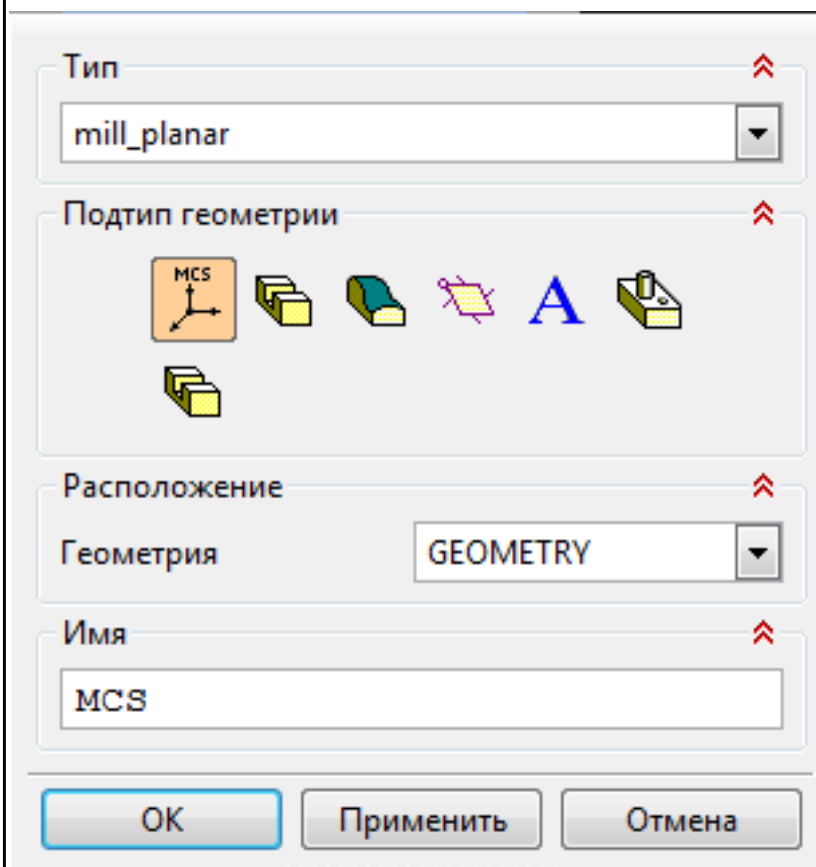 Тип
mill_planar
Подтип геометрии
MCS
A
Расположение
Геометрия GEOMETRY
Имя
MCS
OK Применить Отмена